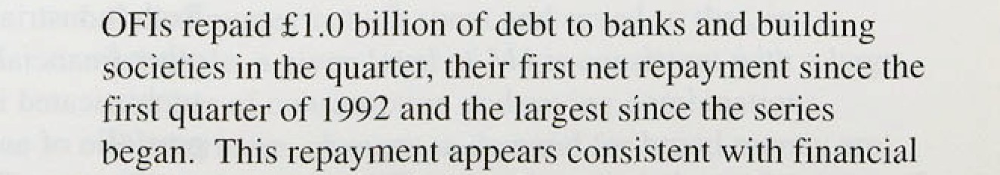 OFIs repaid £1.0 billion of debt to banks and building
societies in the quarter, their first net repayment since the
first quarter of 1992 and the largest since the series
began. This repayment appears consistent with financial